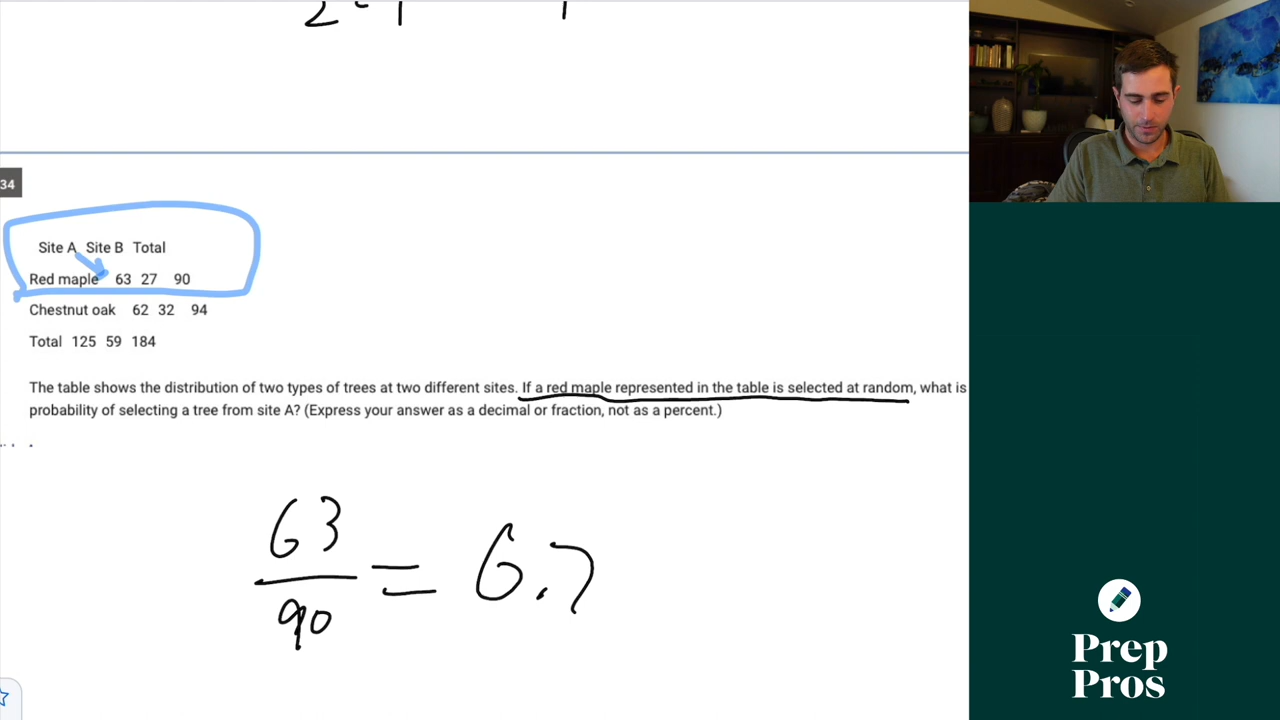 34
Site A Site B Total
Red maple 63 27 90
Chestnut oak 62 32 94
Total 125 59 184
The table shows the distribution of two types of trees at two different sites. If a red maple represented in the table is selected at random, what is
probability of selecting a tree from site A? (Express your answer as a decimal or fraction, not as a percent.)
63
90
= 6.7
Prep
Pros